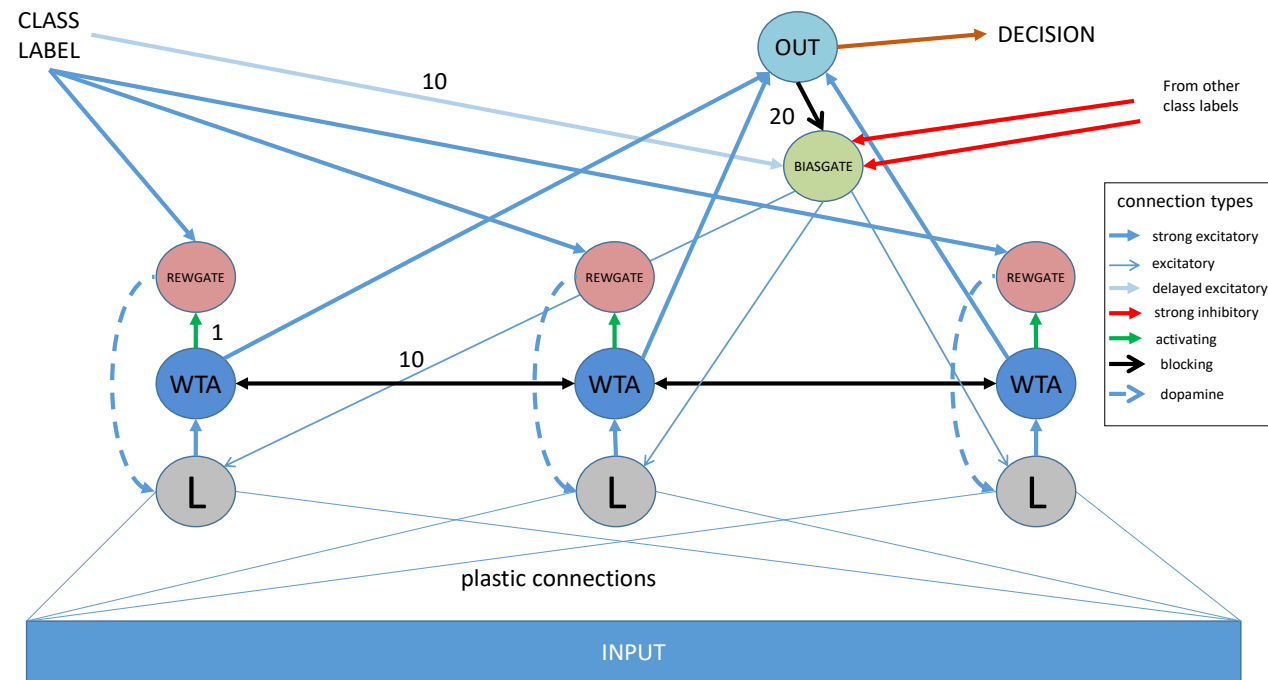 CLASS
LABEL
OUT
DECISION
10
From other
class labels
20
BIASGATE
connection types
strong excitatory
excitatory
delayed excitatory
strong inhibitory
activating
blocking
dopamine
REWGATE
REWGATE
REWGATE
1
10
WTA
WTA
WTA
L
L
L
plastic connections
INPUT